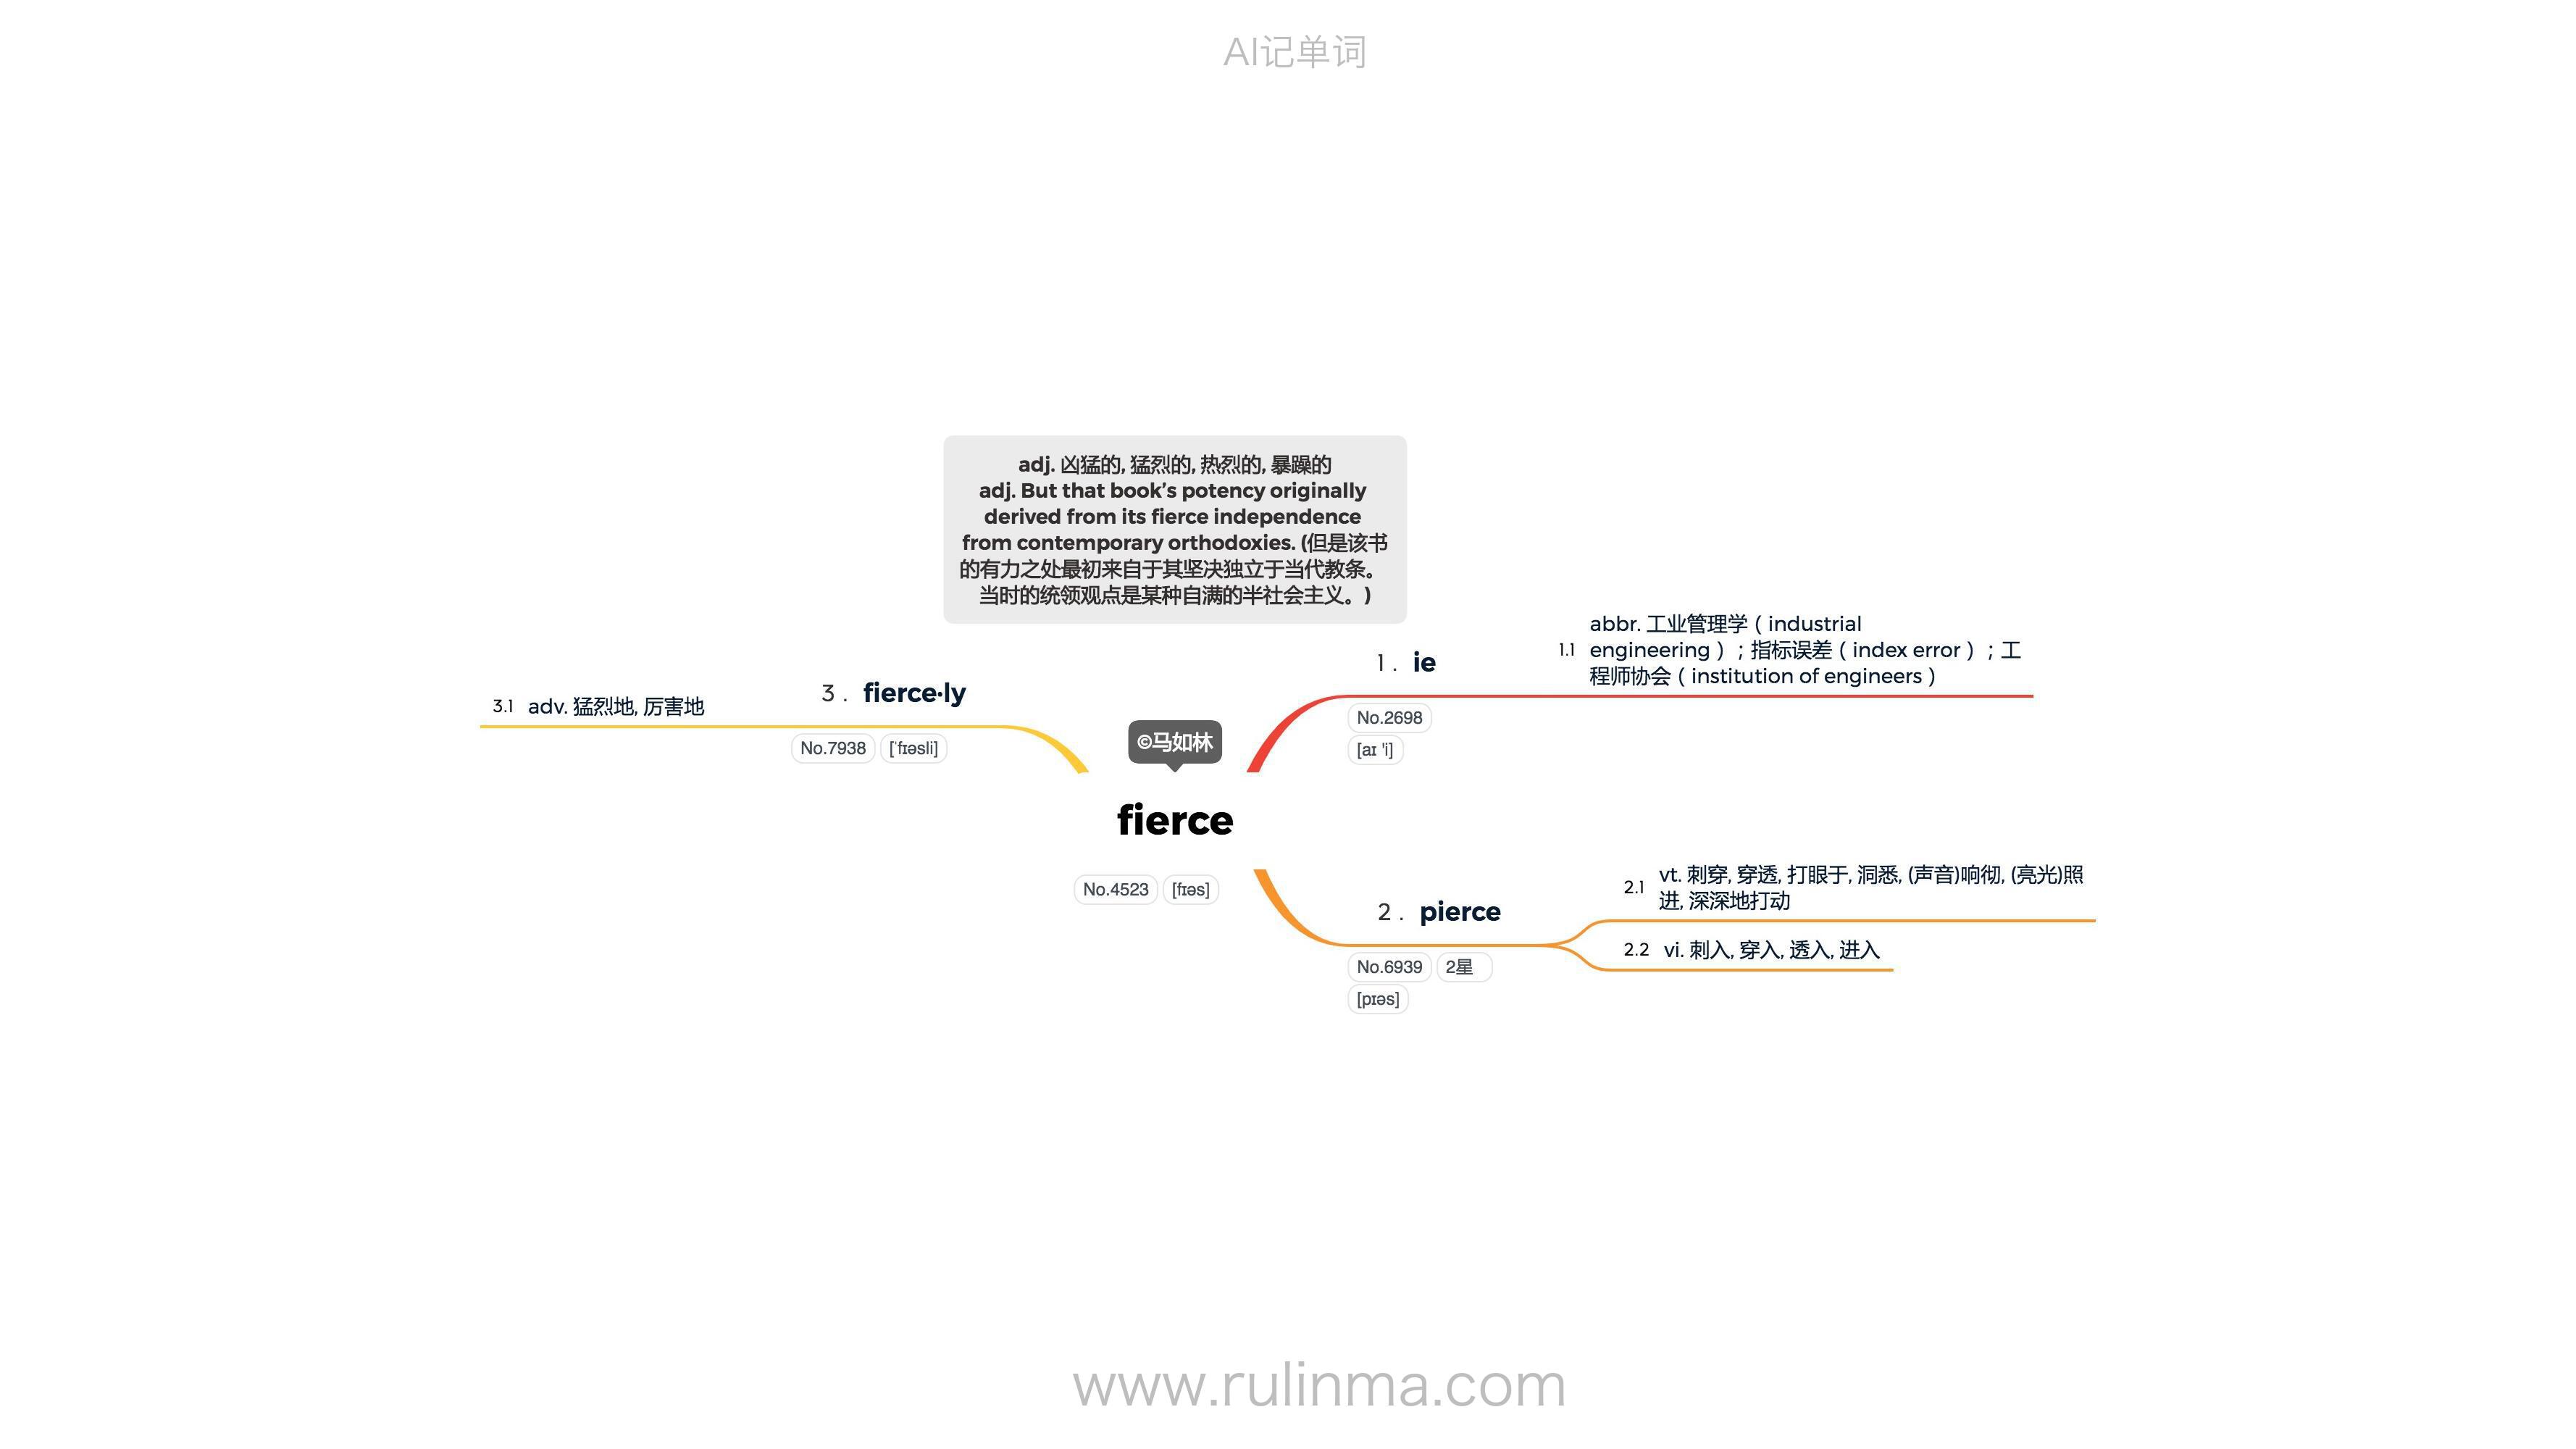 AI记单词
adj. 凶猛的, 猛烈的, 热烈的, 暴躁的
adj. But that book's potency originally
derived from its fierce independence
from contemporary orthodoxies. (但是该书
的有力之处最初来自于其坚决独立于当代教条。
当时的统领观点是某种自满的半社会主义。)
©马如林
fierce
No.4523 [fɪəs]
1. ie
No.2698
[aɪ 'i]
1.1 abbr. 工业管理学（industrial
engineering）；指标误差（index error）；工
程师协会（institution of engineers）
2. pierce
No.6939 2星
[pɪəs]
2.1 vt. 刺穿, 穿透, 打眼于, 洞悉, (声音)响彻, (亮光)照
进, 深深地打动
2.2 vi. 刺入, 穿入, 透入, 进入
3. fierce·ly
No.7938 [ˈfɪəsli]
3.1 adv. 猛烈地, 厉害地
www.rulinma.com